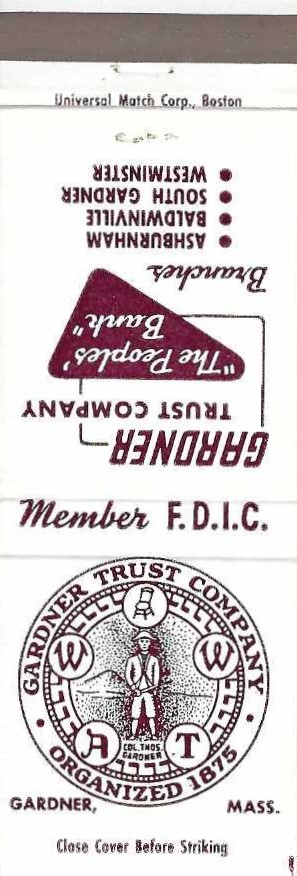 Universal Match Corp., Boston
GARDNER
TRUST COMPANY
"The Peoples'
Bank"
Branches
• ASHBURNHAM
• BALDWINVILLE
• SOUTH GARDNER
• WESTMINSTER
Member F.D.I.C.
GARDNER TRUST COMPANY
W W
A T
COL. THOS.
GARDNER
• ORGANIZED 1875 •
GARDNER, MASS.
Close Cover Before Striking